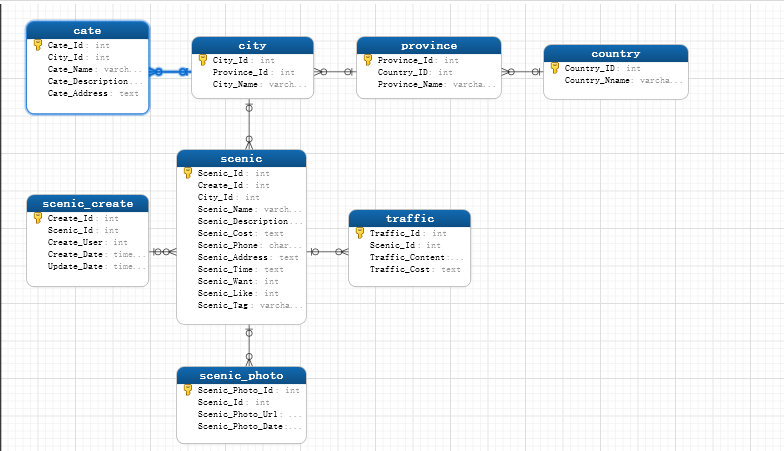 cate
Cate_Id: int
City_Id: int
Cate_Name: varch...
Cate_Description...
Cate_Address: text
city
City_Id: int
Province_Id: int
City_Name: varch...
province
Province_Id: int
Country_ID: int
Province_Name: varcha...
country
Country_ID: int
Country_Nname: varcha...
scenic
Scenic_Id: int
Create_Id: int
City_Id: int
Scenic_Name: varch...
Scenic_Description...
Scenic_Cost: text
Scenic_Phone: char...
Scenic_Address: text
Scenic_Time: text
Scenic_Want: int
Scenic_Like: int
Scenic_Tag: varcha...
scenic_create
Create_Id: int
Scenic_Id: int
Create_User: int
Create_Date: time...
Update_Date: time...
traffic
Traffic_Id: int
Scenic_Id: int
Traffic_Content:...
Traffic_Cost: text
scenic_photo
Scenic_Photo_Id: int
Scenic_Id: int
Scenic_Photo_Url: ...
Scenic_Photo_Date:...